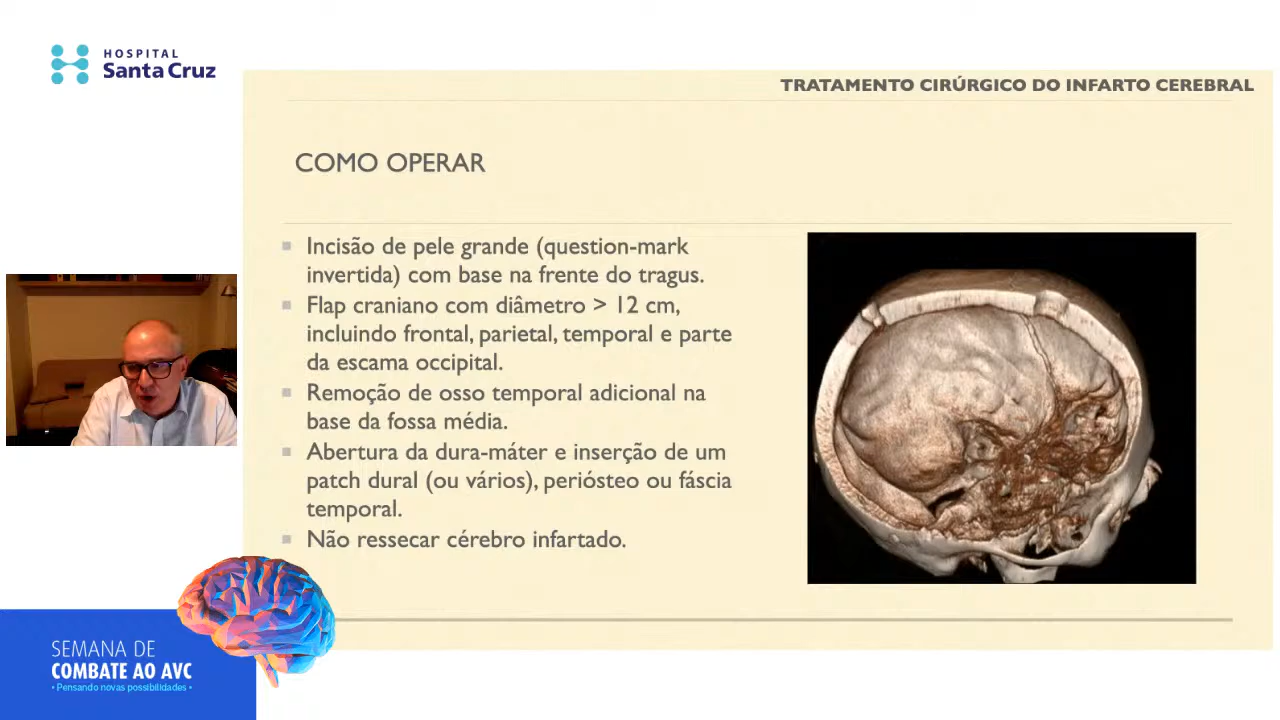 HOSPITAL
Santa Cruz
TRATAMENTO CIRÚRGICO DO INFARTO CEREBRAL
COMO OPERAR
Incisão de pele grande (question-mark
invertida) com base na frente do tragus.
Flap craniano com diâmetro > 12 cm,
incluindo frontal, parietal, temporal e parte
da escama occipital.
Remoção de osso temporal adicional na
base da fossa média.
Abertura da dura-máter e inserção de um
patch dural (ou vários), periósteo ou fáscia
temporal.
Não ressecar cérebro infartado.
SEMANA DE
COMBATE AO AVC
• Pensando novas possibilidades •